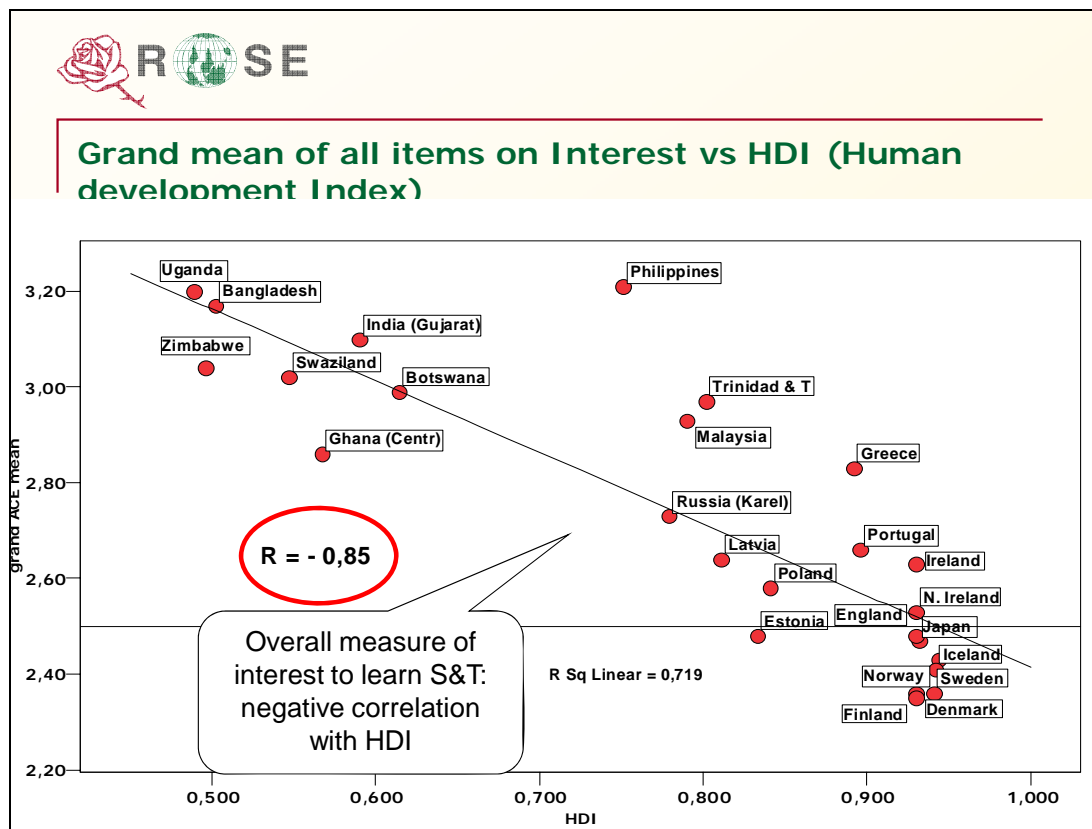 R SE
Grand mean of all items on Interest vs HDI (Human
development Index)
grand ACE mean
3,20
3,00
2,80
2,60
2,40
2,20
Uganda
Bangladesh
Philippines
Zimbabwe
India (Gujarat)
Swaziland
Botswana
Trinidad & T
Malaysia
Ghana (Centr)
Greece
Russia (Karel)
Portugal
Latvia
Ireland
Poland
N. Ireland
England
Estonia
Japan
Iceland
Norway
Sweden
Finland
Denmark
R = - 0,85
Overall measure of
interest to learn S&T:
negative correlation
with HDI
R Sq Linear = 0,719
0,500
0,600
0,700
0,800
0,900
1,000
HDI